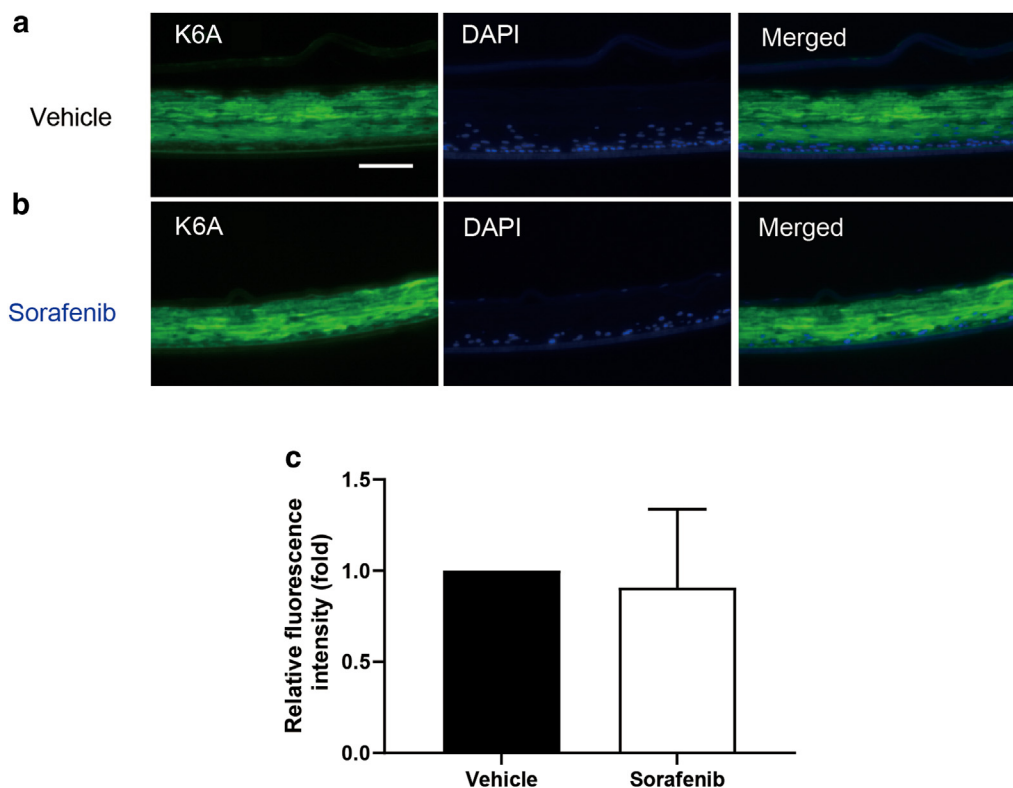 a
K6A
DAPI
Merged
Vehicle
b
K6A
DAPI
Merged
Sorafenib
c
Relative fluorescence
intensity (fold)
1.5
1.0
0.5
0.0
Vehicle
Sorafenib